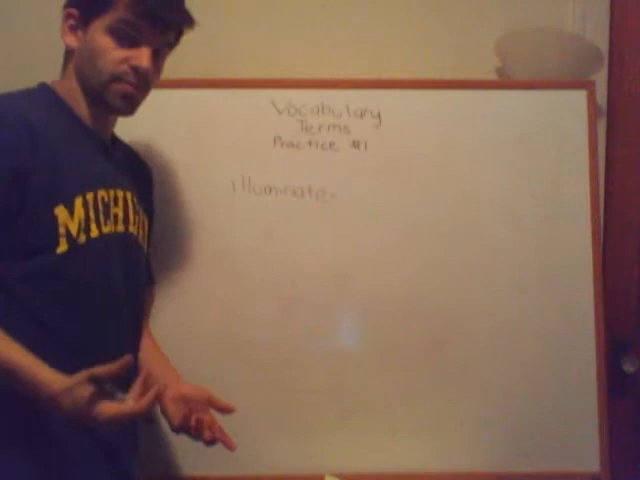 Vocabulary
Terms
Practice #1
illuminate-
MICHIGAN